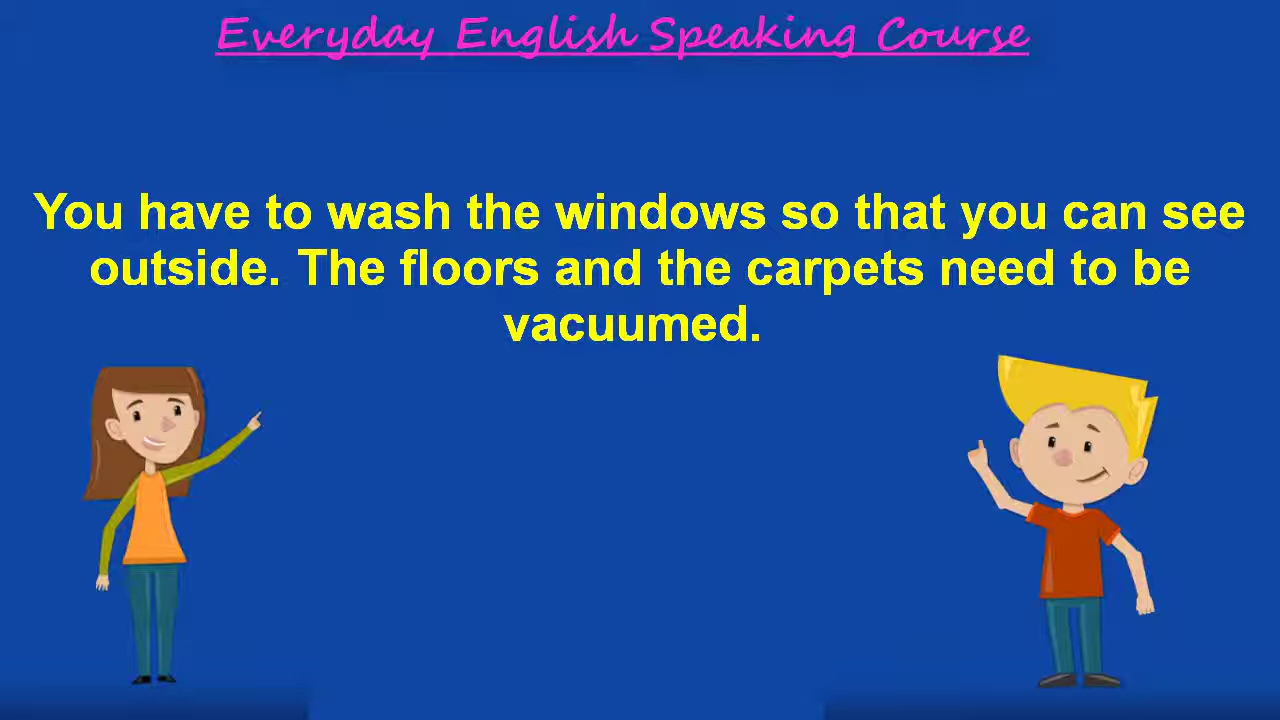 Everyday English Speaking Course
You have to wash the windows so that you can see
outside. The floors and the carpets need to be
vacuumed.